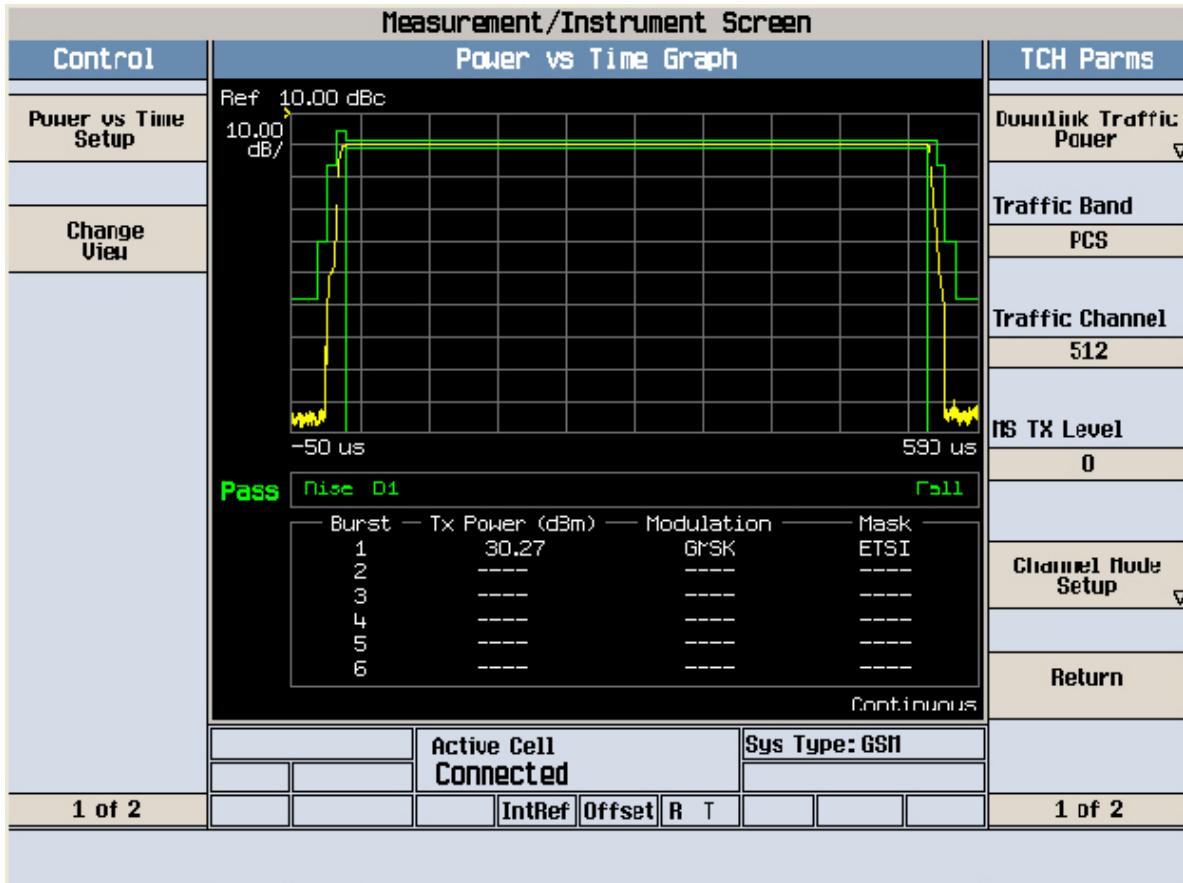 Measurement/Instrument Screen
Control
Power vs Time Graph
TCH Parms
Power vs Time
Setup
Change
View
1 of 2
Ref 10.00 dBc
10.00
dB/
-50 us
590 us
Pass
Rise 01
Fall
Burst Tx Power (dBm) Modulation Mask
1 30.27 GMSK ETSI
2 ---- ---- ----
3 ---- ---- ----
4 ---- ---- ----
5 ---- ---- ----
6 ---- ---- ----
Continuous
Active Cell
Connected
Sys Type: GSM
IntRef Offset R T
Downlink Traffic
Power
Traffic Band
PCS
Traffic Channel
512
MS TX Level
0
Channel Mode
Setup
Return
1 of 2